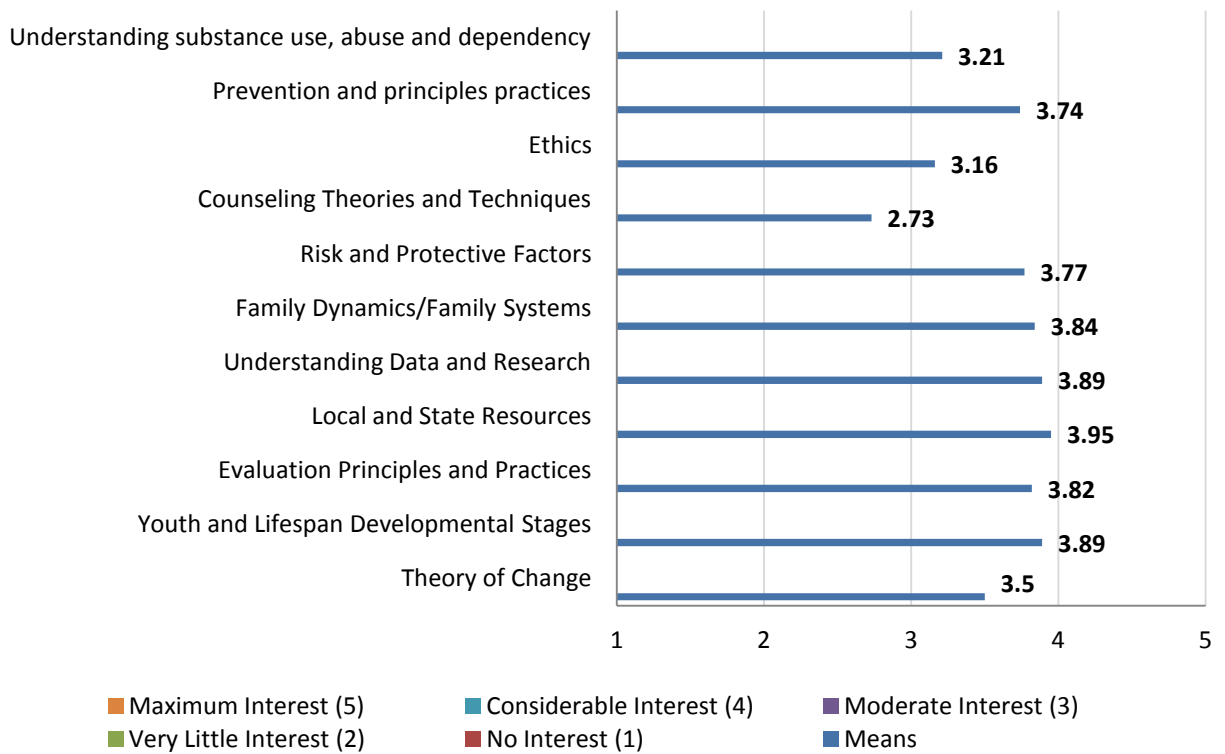 Understanding substance use, abuse and dependency
3.21
Prevention and principles practices
3.74
Ethics
3.16
Counseling Theories and Techniques
2.73
Risk and Protective Factors
3.77
Family Dynamics/Family Systems
3.84
Understanding Data and Research
3.89
Local and State Resources
3.95
Evaluation Principles and Practices
3.82
Youth and Lifespan Developmental Stages
3.89
Theory of Change
3.5
1 2 3 4 5
Maximum Interest (5) Considerable Interest (4) Moderate Interest (3)
Very Little Interest (2) No Interest (1) Means